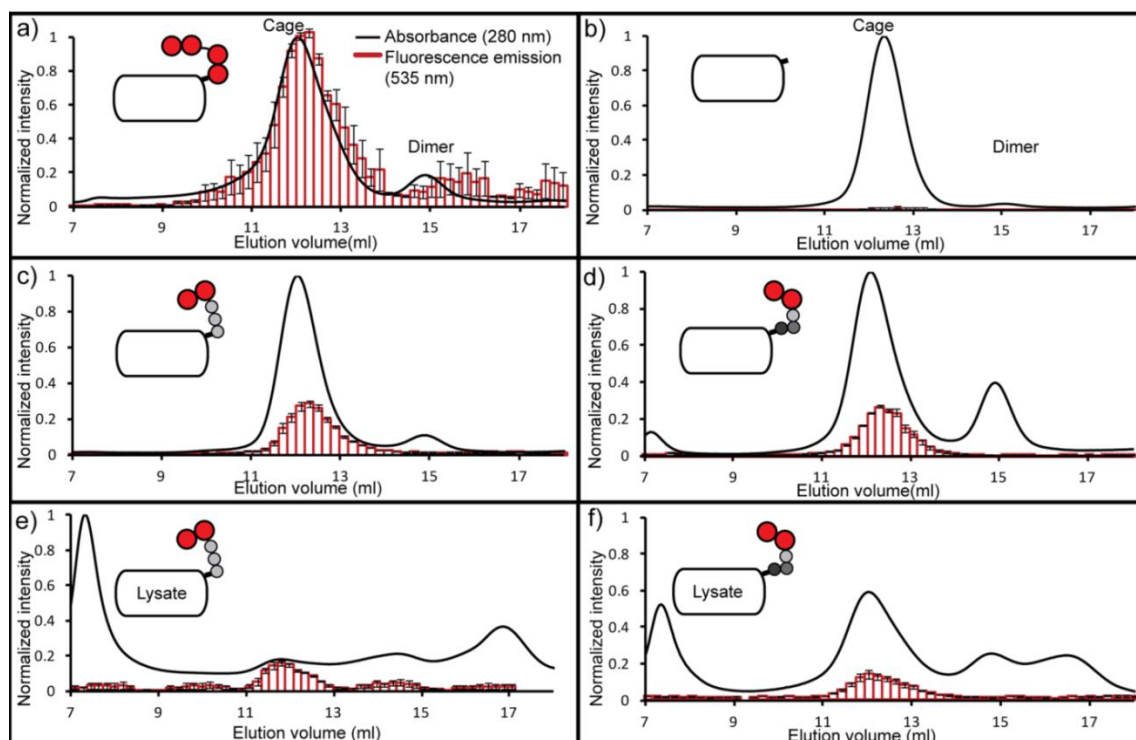 a)
Cage
Absorbance (280 nm)
Fluorescence emission
(535 nm)
Dimer
Normalized intensity
1
0.8
0.6
0.4
0.2
0
7 9 11 13 15 17
Elution volume(ml)
b)
Cage
Dimer
Normalized intensity
1
0.8
0.6
0.4
0.2
0
7 9 11 13 15 17
Elution volume (ml)
c)
Normalized intensity
1
0.8
0.6
0.4
0.2
0
7 9 11 13 15 17
Elution volume (ml)
d)
Normalized intensity
1
0.8
0.6
0.4
0.2
0
7 9 11 13 15 17
Elution volume(ml)
e)
Lysate
Normalized intensity
1
0.8
0.6
0.4
0.2
0
7 9 11 13 15 17
Elution volume (ml)
f)
Lysate
Normalized intensity
1
0.8
0.6
0.4
0.2
0
7 9 11 13 15 17
Elution volume (ml)